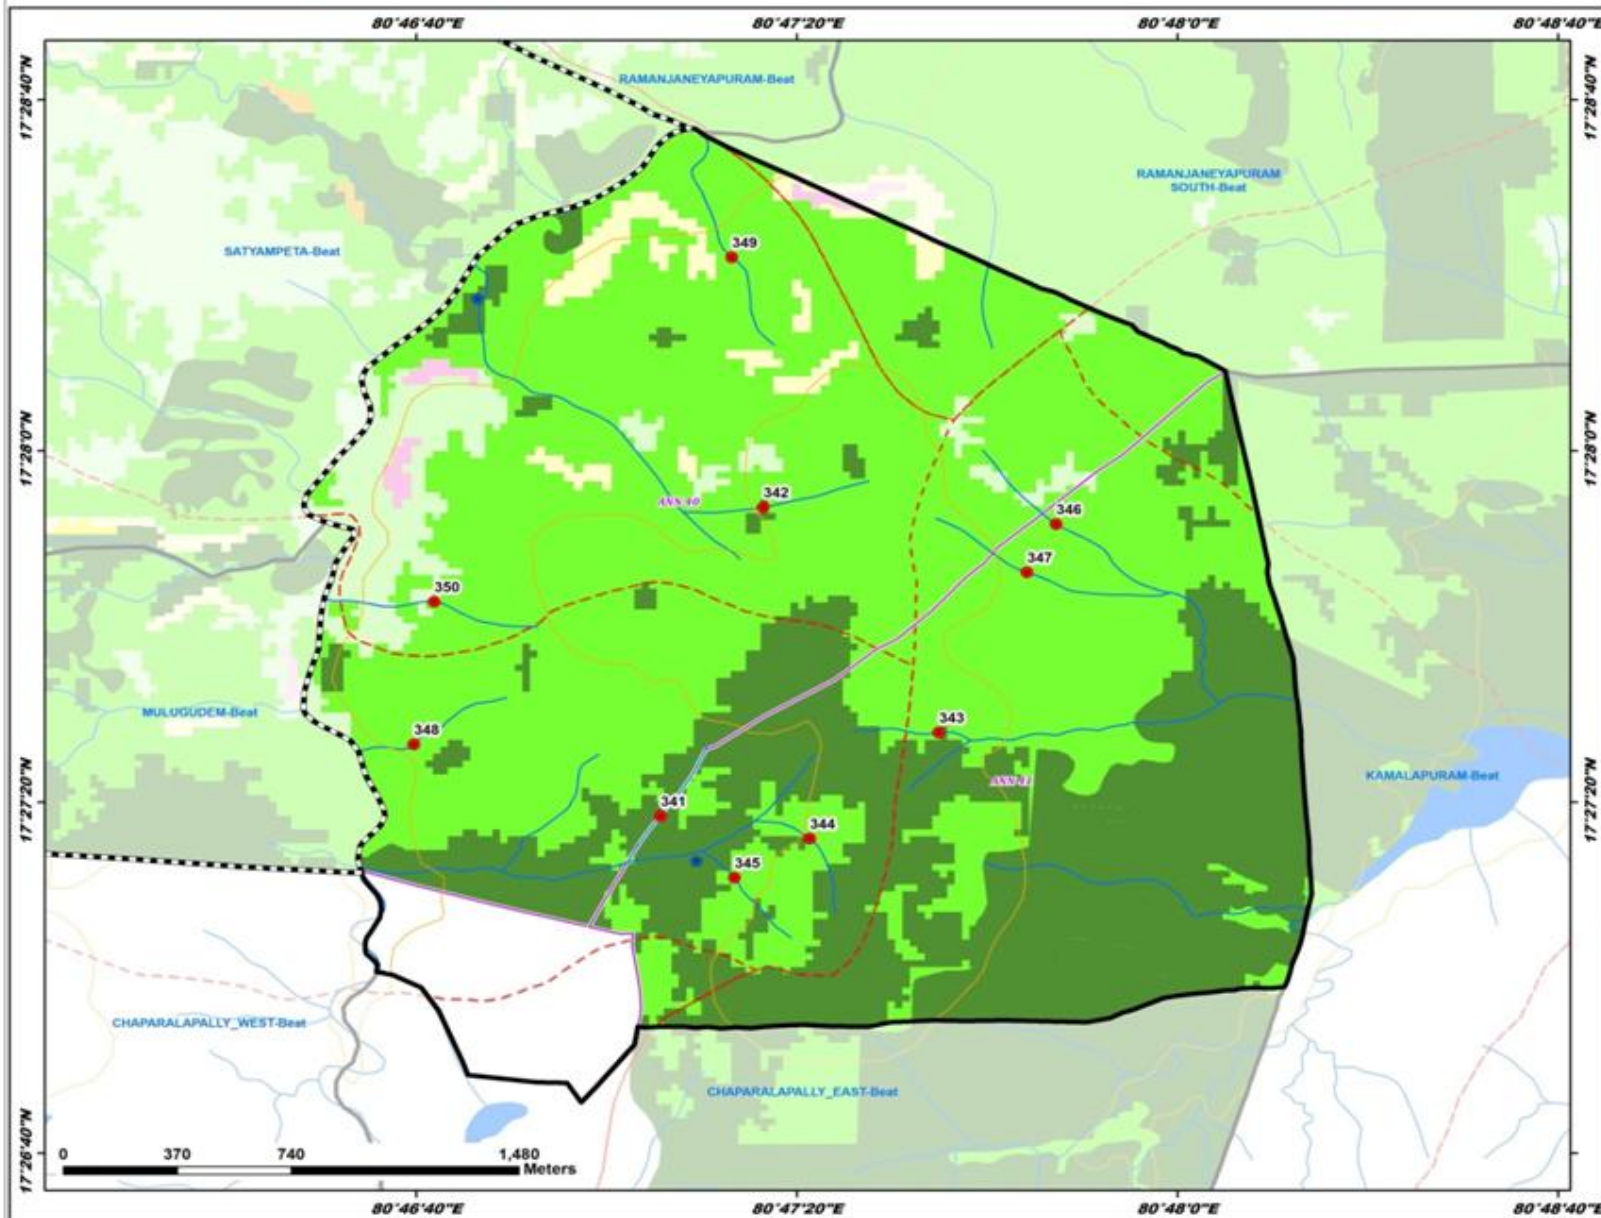 80°46'40"E 80°47'20"E 80°48'0"E 80°48'40"E
17°28'40"N 17°28'40"N
RAMANJANEYAPURAM-Beat
RAMANJANEYAPURAM
SOUTH-Beat
SATYAMPETA-Beat
349
17°28'0"N 17°28'0"N
342
ANN 40
346
347
350
MULUGUDEM-Beat
348
343
KAMALAPURAM-Beat
ANN 41
17°27'20"N 17°27'20"N
341
344
345
CHAPARALAPALLY_WEST-Beat
CHAPARALAPALLY_EAST-Beat
17°26'40"N
0 370 740 1,480
Meters
80°46'40"E 80°47'20"E 80°48'0"E 80°48'40"E